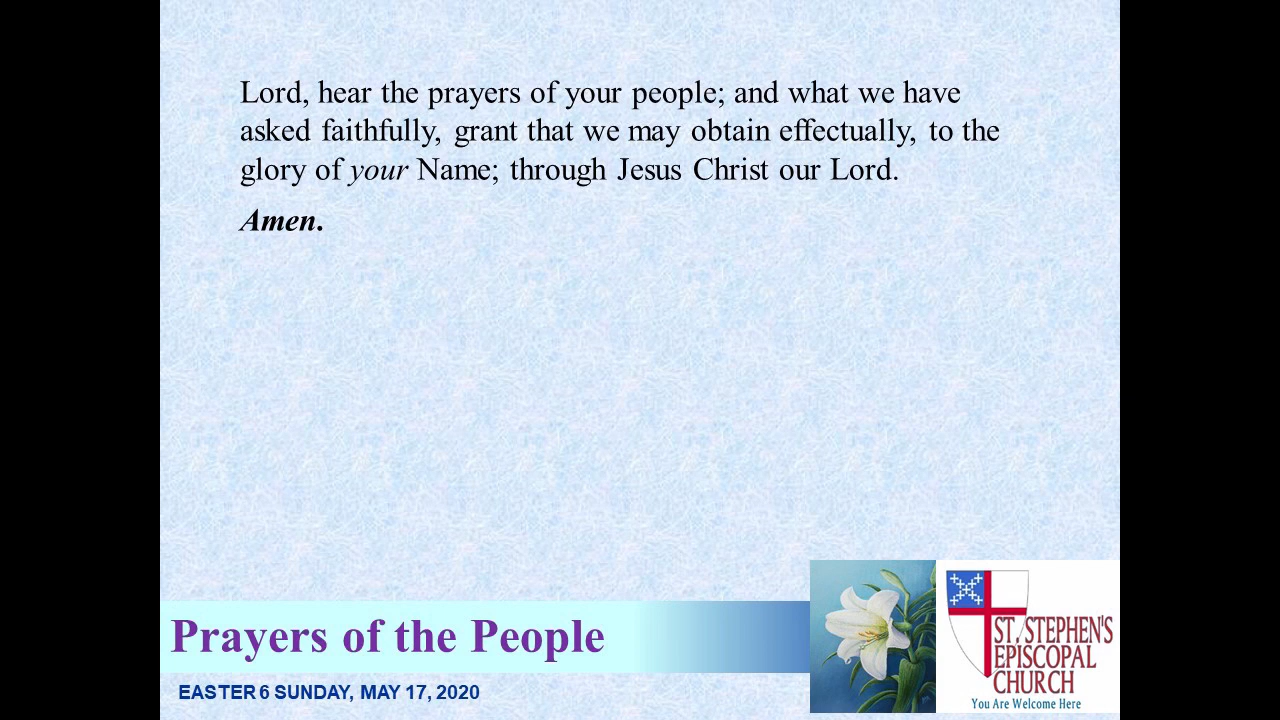 Lord, hear the prayers of your people; and what we have
asked faithfully, grant that we may obtain effectually, to the
glory of your Name; through Jesus Christ our Lord.
Amen.
Prayers of the People
EASTER 6 SUNDAY, MAY 17, 2020
ST. STEPHEN'S
EPISCOPAL
CHURCH
You Are Welcome Here